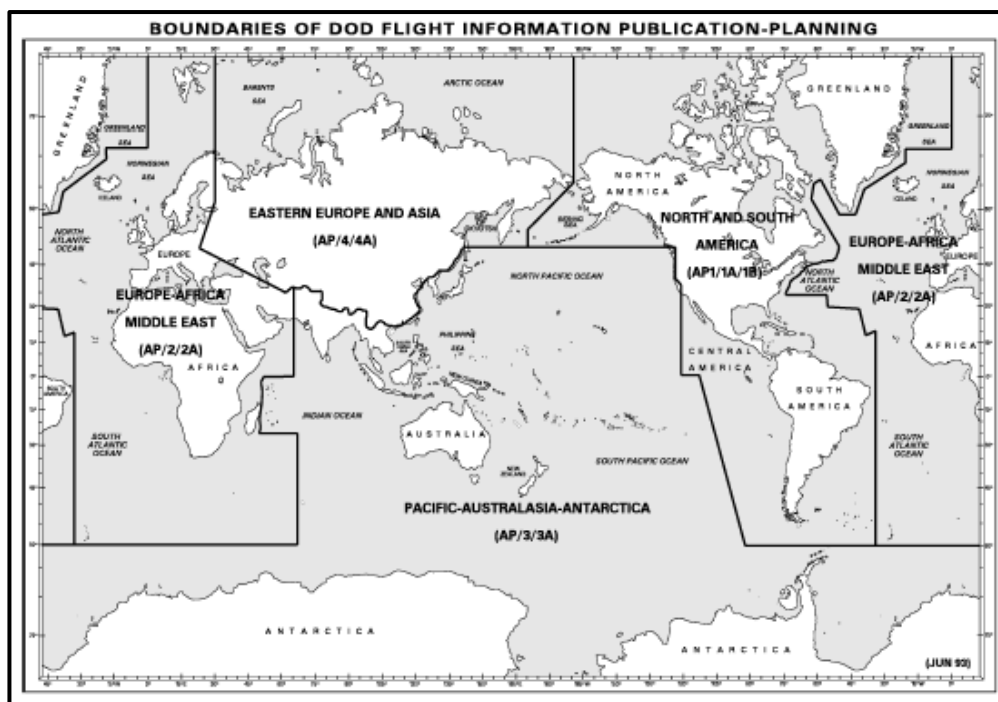 BOUNDARIES OF DOD FLIGHT INFORMATION PUBLICATION-PLANNING
ARCTIC OCEAN
BARENTS
SEA
GREENLAND
GREENLAND
GREENLAND
SEA
GREENLAND
SEA
NORWEGIAN
SEA
NORWEGIAN
SEA
ICELAND
ICELAND
NORTH
AMERICA
EASTERN EUROPE AND ASIA
(AP/4/4A)
OKHOTSK
BERING
SEA
NORTH AND SOUTH
AMERICA
(AP1/1A/1B)
NORTH
ATLANTIC
OCEAN
EUROPE
EUROPE-AFRICA
MIDDLE EAST
(AP/2/2A)
EUROPE
NORTH
ATLANTIC
OCEAN
NORTH PACIFIC OCEAN
EUROPE-AFRICA
MIDDLE EAST
(AP/2/2A)
AFRICA
PHILIPPINE
SEA
CENTRAL
AMERICA
AFRICA
SOUTH
AMERICA
SOUTH
AMERICA
INDIAN OCEAN
AUSTRALIA
SOUTH
ATLANTIC
OCEAN
SOUTH
ATLANTIC
OCEAN
SOUTH PACIFIC OCEAN
NEW
ZEALAND
PACIFIC-AUSTRALASIA-ANTARCTICA
(AP/3/3A)
ANTARCTICA
ANTARCTICA
(JUN 93)